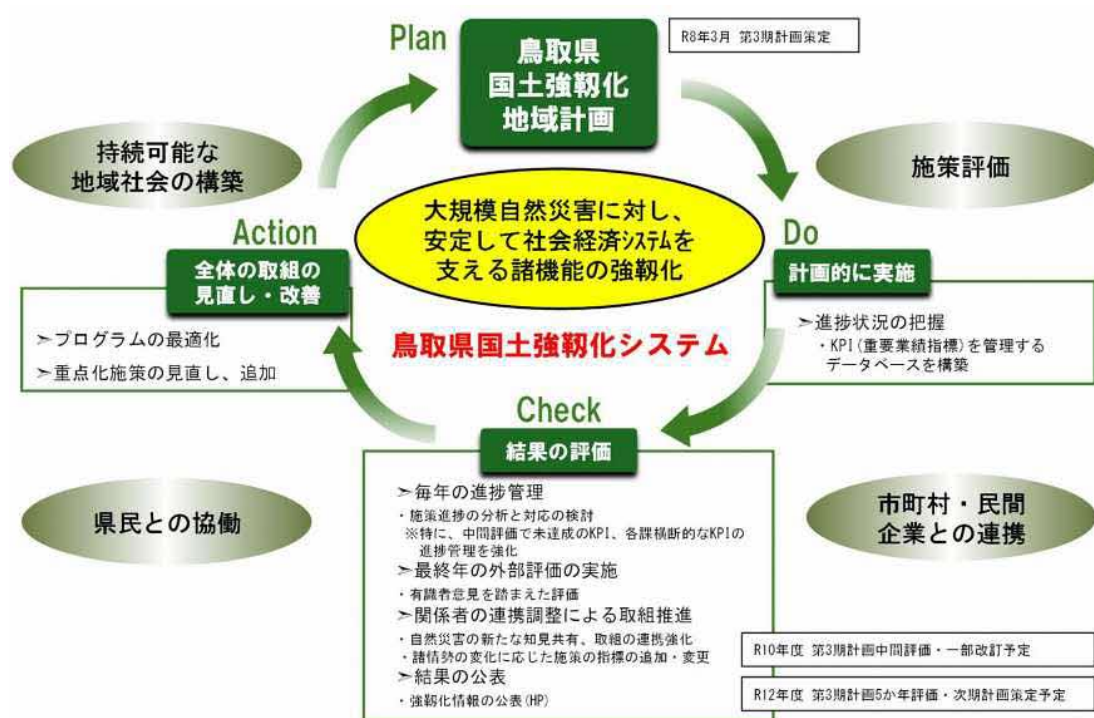 Plan
鳥取県
国土強靱化
地域計画
R8年3月 第3期計画策定
持続可能な
地域社会の構築
施策評価
大規模自然災害に対し、
安定して社会経済ｼｽﾃﾑを
支える諸機能の強靱化
鳥取県国土強靱化システム
Do
計画的に実施
➢進捗状況の把握
・KPI(重要業績指標)を管理する
データベースを構築
Action
全体の取組の
見直し・改善
➢プログラムの最適化
➢重点化施策の見直し、追加
Check
結果の評価
➢毎年の進捗管理
・施策進捗の分析と対応の検討
※特に、中間評価で未達成のKPI、各課横断的なKPIの
進捗管理を強化
➢最終年の外部評価の実施
・有識者意見を踏まえた評価
➢関係者の連携調整による取組推進
・自然災害の新たな知見共有、取組の連携強化
・諸情勢の変化に応じた施策の指標の追加・変更
➢結果の公表
・強靱化情報の公表(HP)
県民との協働
市町村・民間
企業との連携
R10年度 第3期計画中間評価・一部改訂予定
R12年度 第3期計画5か年評価・次期計画策定予定